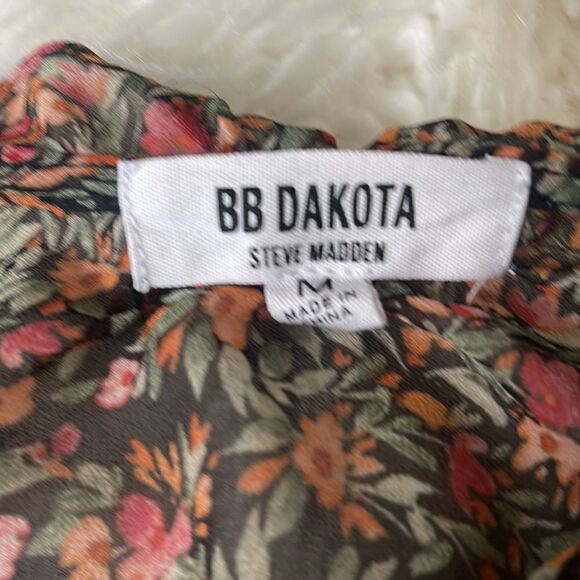 BB DAKOTA
STEVE MADDEN
M
MADE IN
CHINA